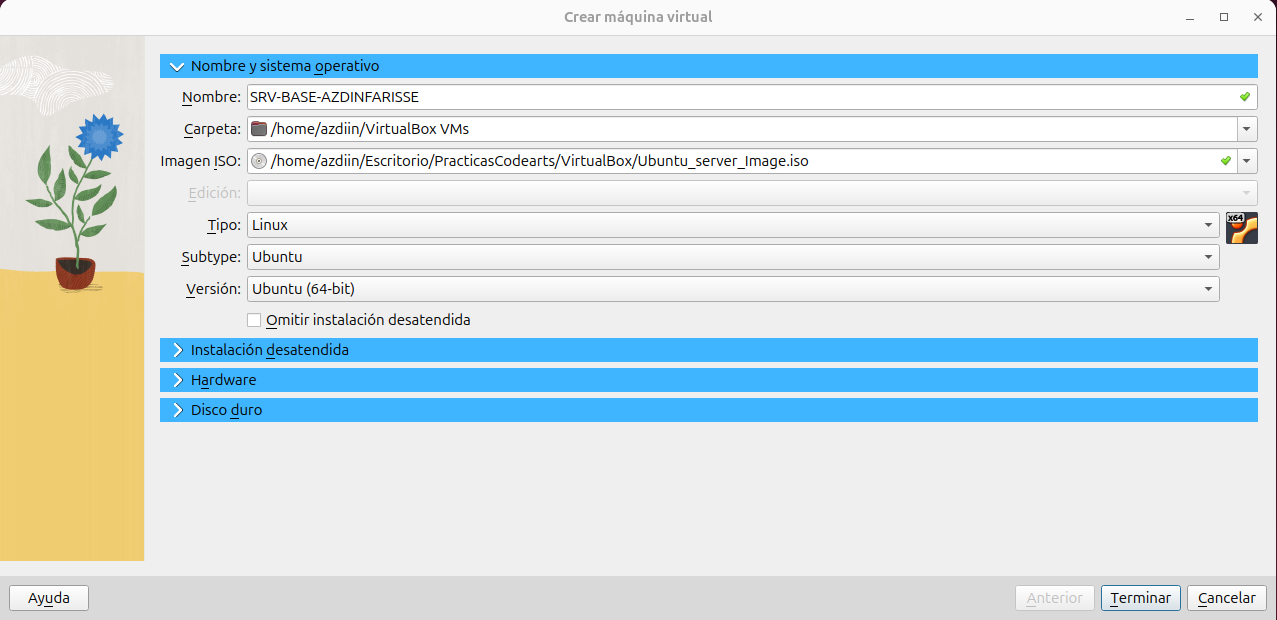 Crear máquina virtual
Nombre y sistema operativo
Nombre: SRV-BASE-AZDINFARISSE
Carpeta: /home/azdiin/VirtualBox VMs
Imagen ISO: /home/azdiin/Escritorio/PracticasCodearts/VirtualBox/Ubuntu_server_Image.iso
Edición:
Tipo: Linux x64
Subtype: Ubuntu
Versión: Ubuntu (64-bit)
Omitir instalación desatendida
Instalación desatendida
Hardware
Disco duro
Ayuda Anterior Terminar Cancelar